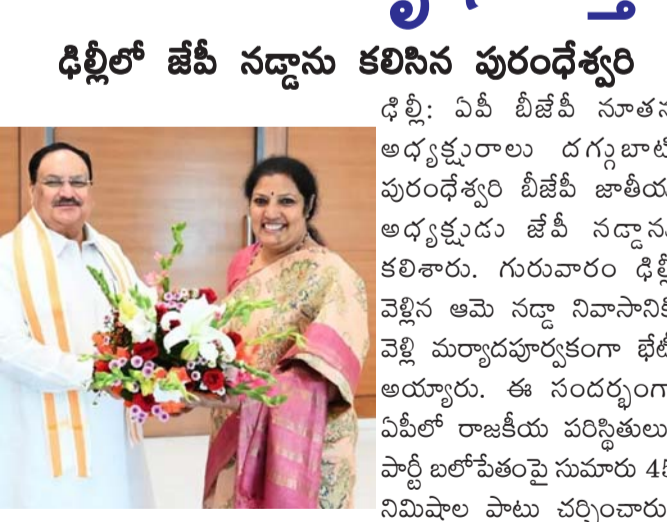 ఢిల్లీలో జేపీ నడ్డాను కలిసిన పురంధేశ్వరి
ఢిల్లీ: ఏపీ బీజేపీ నూతన
అధ్యక్షురాలు దగ్గుబాటి
పురంధేశ్వరి బీజేపీ జాతీయ
అధ్యక్షుడు జేపీ నడ్డాను
కలిశారు. గురువారం ఢిల్లీ
వెళ్లిన ఆమె నడ్డా నివాసానికి
వెళ్లి మర్యాదపూర్వకంగా భేటీ
అయ్యారు. ఈ సందర్భంగా
ఏపీలో రాజకీయ పరిస్థితులు,
పార్టీ బలోపేతంపై సుమారు 45
నిమిషాల పాటు చర్చించారు.